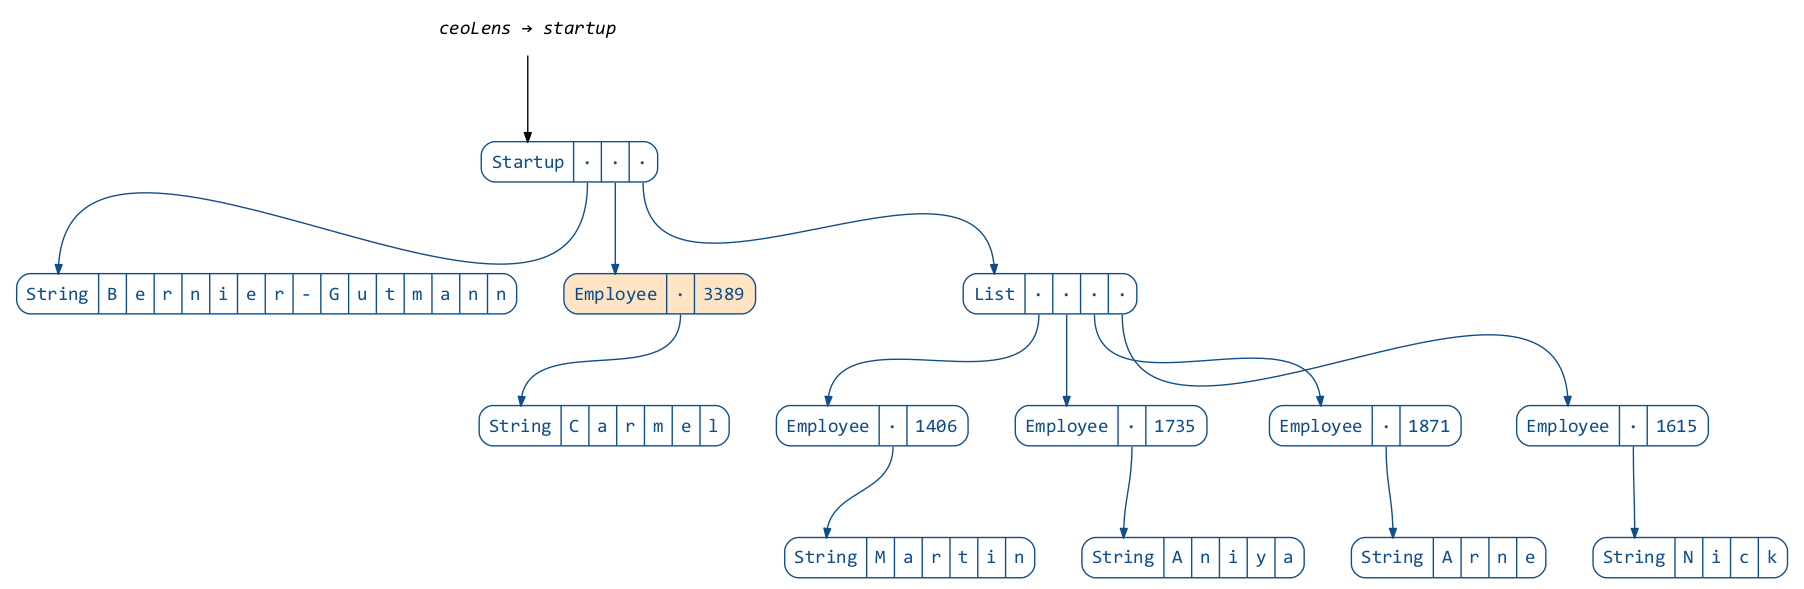 ceoLens → startup
Startup · · ·
String B e r n i e r - G u t m a n n
Employee · 3389
List · · · ·
String C a r m e l
Employee · 1406
Employee · 1735
Employee · 1871
Employee · 1615
String M a r t i n
String A n i y a
String A r n e
String N i c k